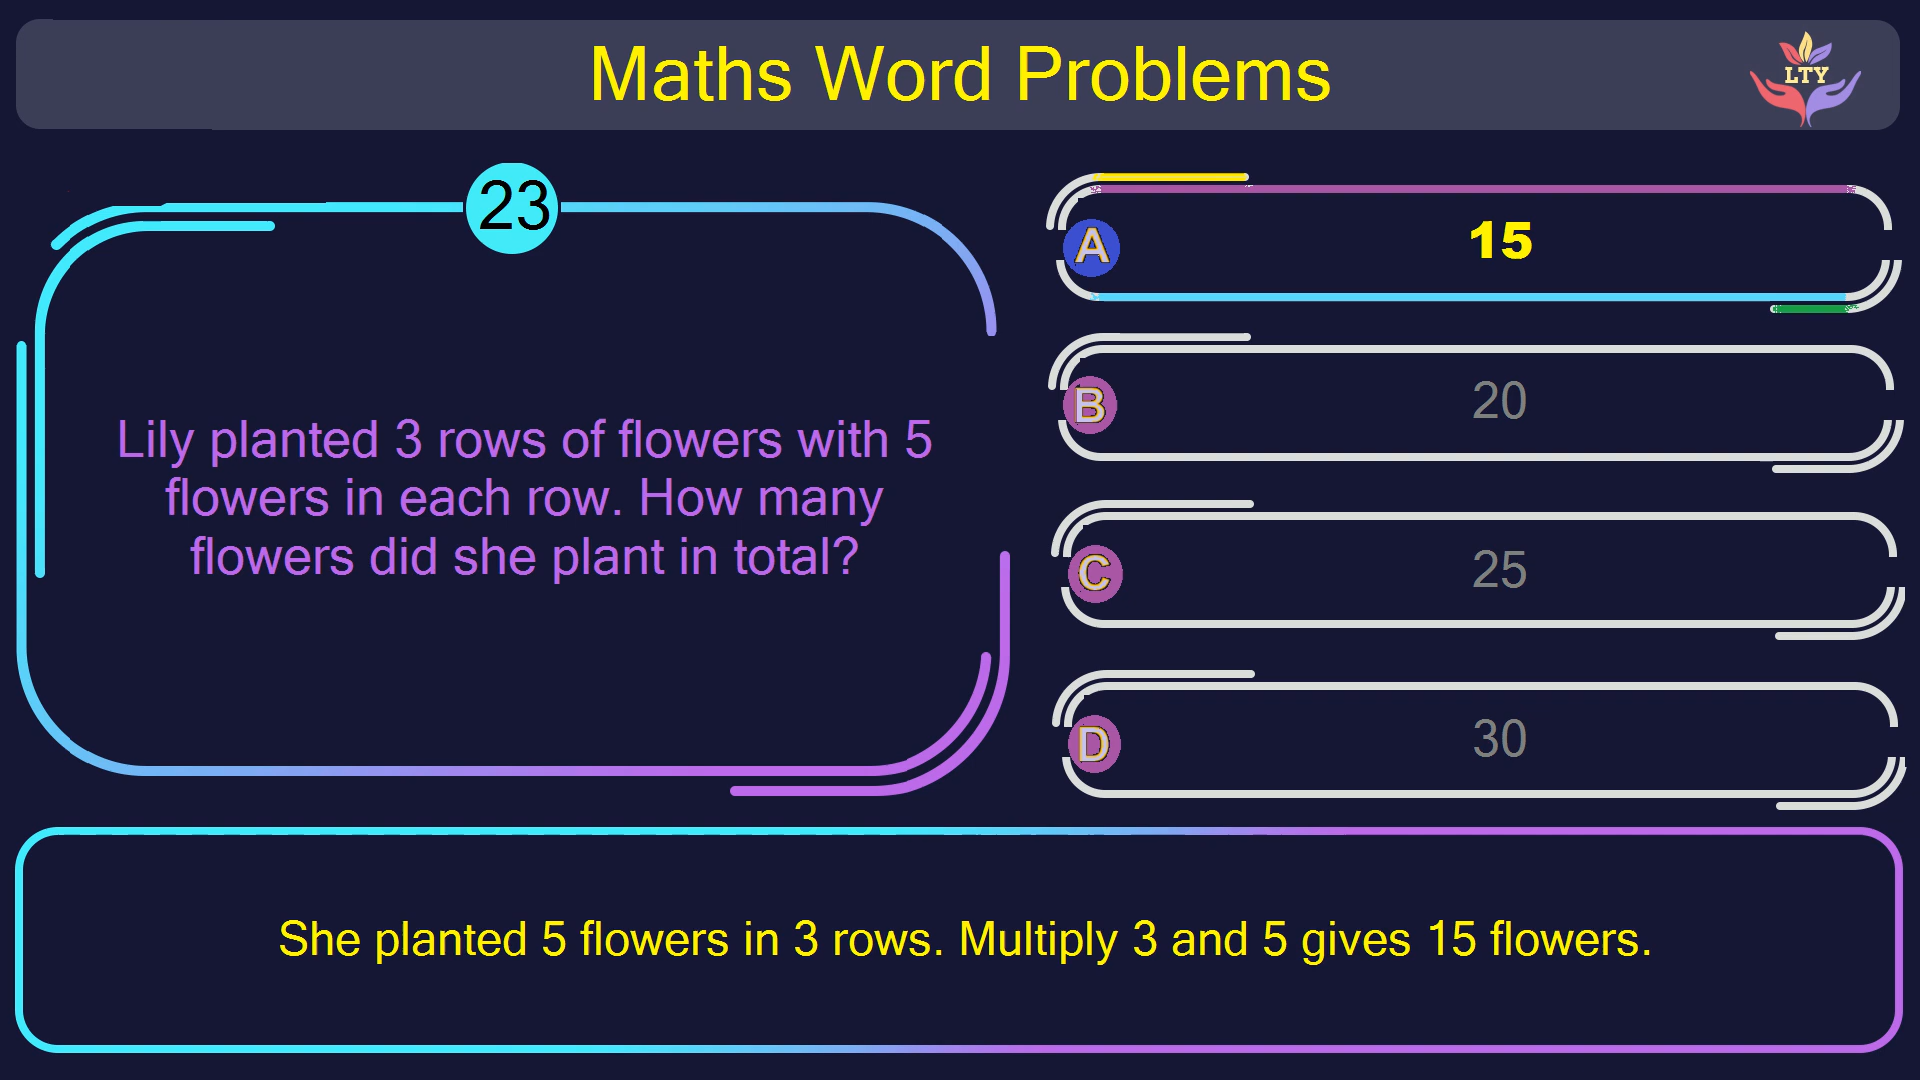 Maths Word Problems
LTY
23
Lily planted 3 rows of flowers with 5
flowers in each row. How many
flowers did she plant in total?
A 15
B 20
C 25
D 30
She planted 5 flowers in 3 rows. Multiply 3 and 5 gives 15 flowers.